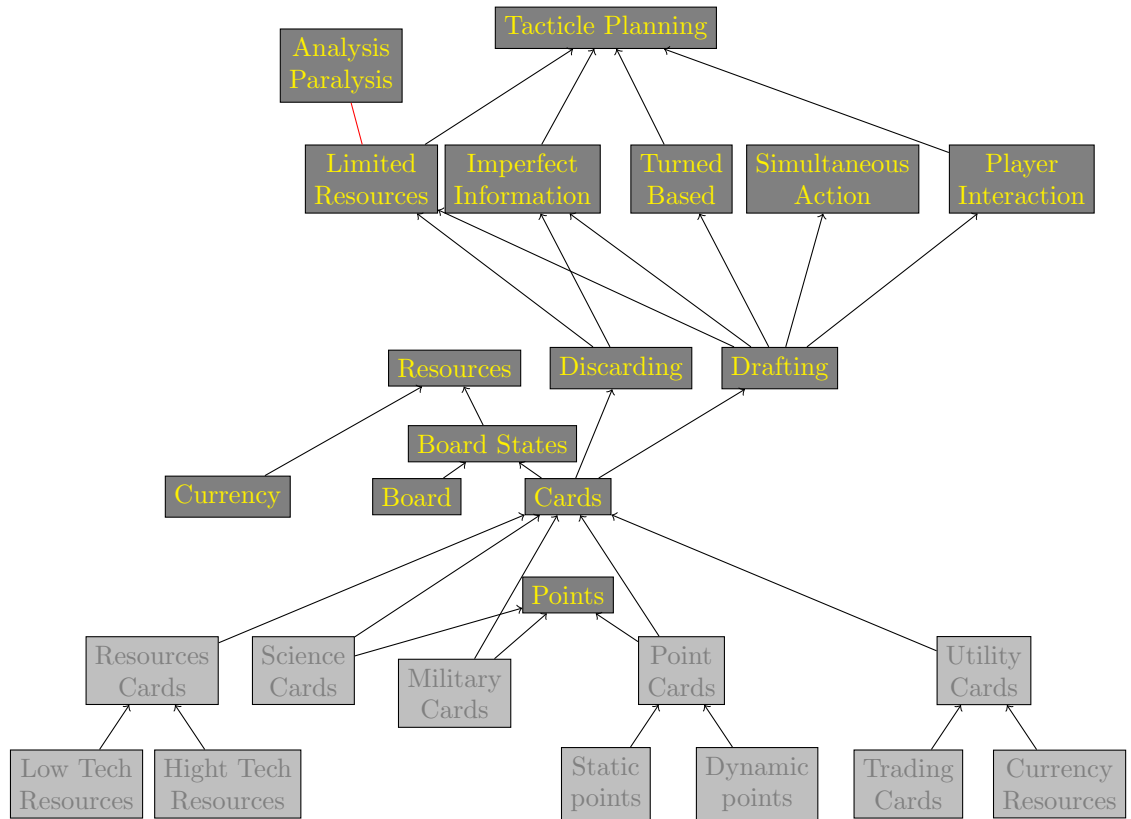 Tacticle Planning
Analysis
Paralysis
Limited
Resources
Imperfect
Information
Turned
Based
Simultaneous
Action
Player
Interaction
Resources
Discarding
Drafting
Board States
Currency
Board
Cards
Points
Resources
Cards
Science
Cards
Military
Cards
Point
Cards
Utility
Cards
Low Tech
Resources
Hight Tech
Resources
Static
points
Dynamic
points
Trading
Cards
Currency
Resources